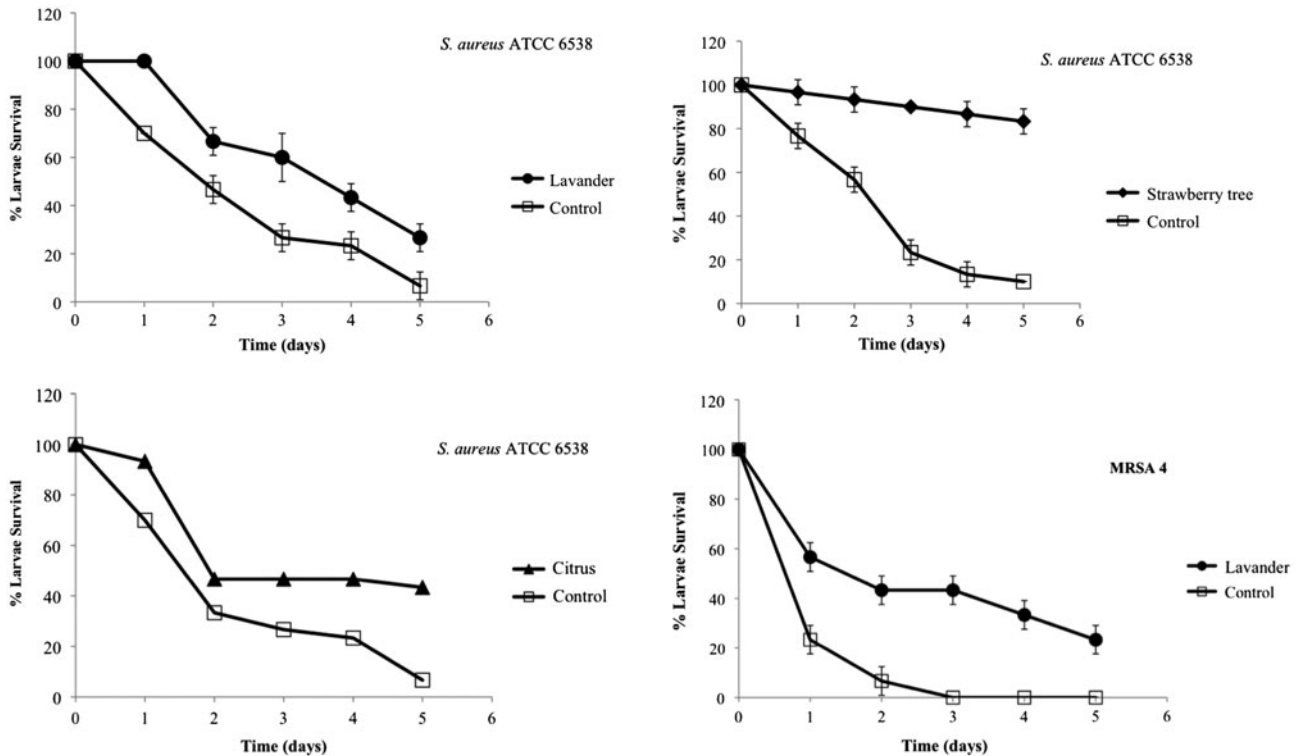 120
100
80
60
40
20
0
% Larvae Survival
S. aureus ATCC 6538
Lavander
Control
0 1 2 3 4 5 6
Time (days)
120
100
80
60
40
20
0
% Larvae Survival
S. aureus ATCC 6538
Strawberry tree
Control
0 1 2 3 4 5 6
Time (days)
120
100
80
60
40
20
0
% Larvae Survival
S. aureus ATCC 6538
Citrus
Control
0 1 2 3 4 5 6
Time (days)
120
100
80
60
40
20
0
% Larvae Survival
MRSA 4
Lavander
Control
0 1 2 3 4 5 6
Time (days)